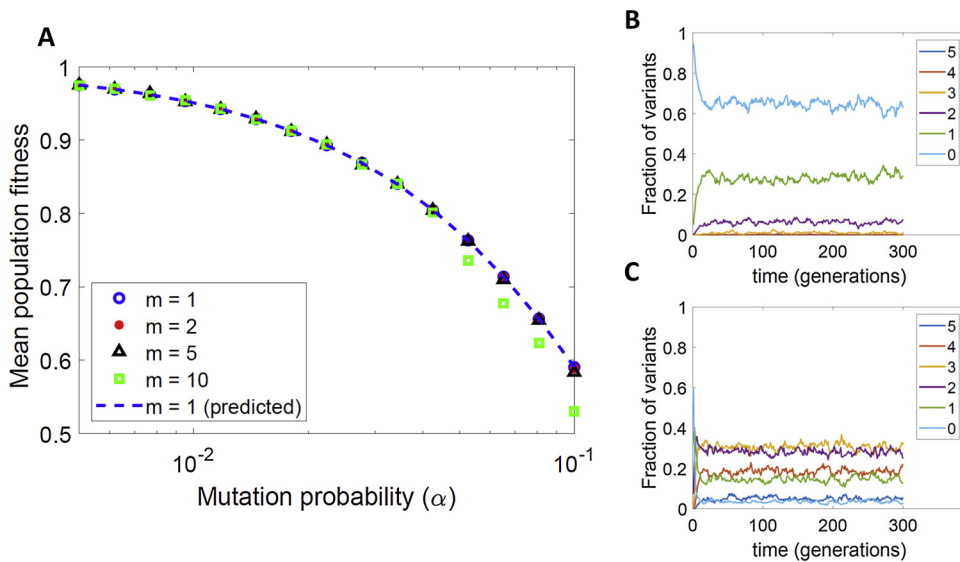 A
1
0.9
0.8
0.7
0.6
0.5
Mean population fitness
m = 1
m = 2
m = 5
m = 10
m = 1 (predicted)
10-2
10-1
Mutation probability (α)
B
1
0.8
0.6
0.4
0.2
0
Fraction of variants
0
100
200
300
time (generations)
5
4
3
2
1
0
C
1
0.8
0.6
0.4
0.2
0
Fraction of variants
0
100
200
300
time (generations)
5
4
3
2
1
0